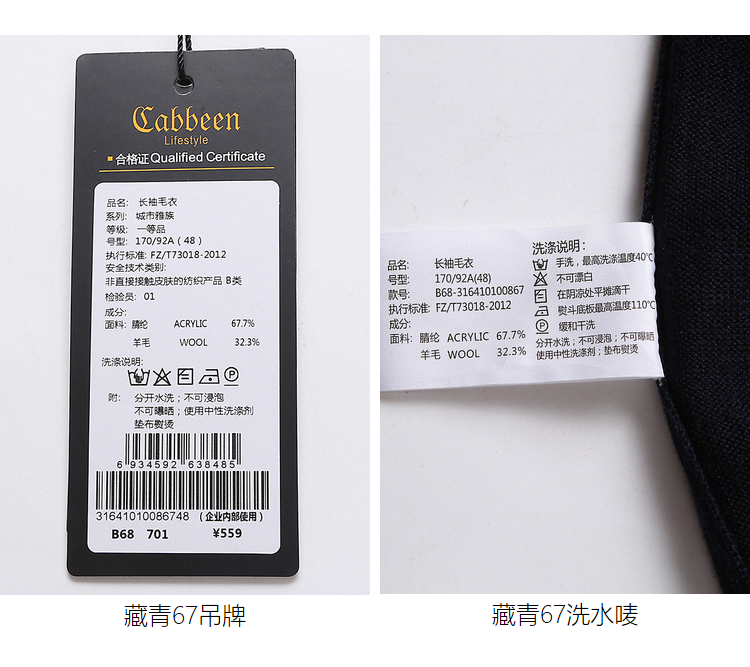 Cabbeen
Lifestyle
合格证 Qualified Certificate
品名: 长袖毛衣
系列: 城市雅族
等级: 一等品
号型: 170/92A ( 48 )
执行标准: FZ/T73018-2012
安全技术类别:
非直接接触皮肤的纺织产品 B类
检验员: 01
成分:
面料: 腈纶 ACRYLIC 67.7%
羊毛 WOOL 32.3%
洗涤说明:
附: 分开水洗；不可浸泡
不可曝晒；使用中性洗涤剂
垫布熨烫
6 934592 638485
31641010086748 (企业内部使用)
B68 701 ¥559
品名: 长袖毛衣
号型: 170/92A(48)
款号: B68-316410100867
执行标准: FZ/T73018-2012
成分:
面料: 腈纶 ACRYLIC 67.7%
羊毛 WOOL 32.3%
洗涤说明:
手洗，最高洗涤温度40℃
不可漂白
在阴凉处平摊滴干
熨斗底板最高温度110℃
缓和干洗
分开水洗；不可浸泡；不可曝晒
使用中性洗涤剂；垫布熨烫
藏青67吊牌
藏青67洗水唛